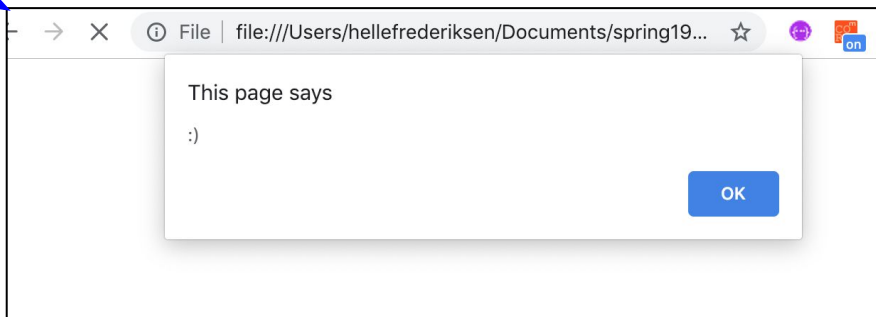 File file:///Users/hellefrederiksen/Documents/spring19...
on
This page says
:)
OK